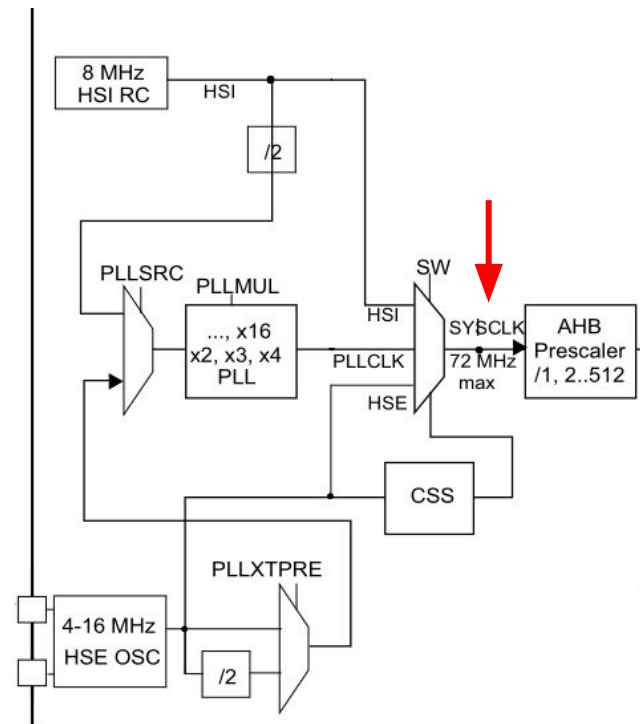 8 MHz
HSI RC
HSI
/2
PLLSRC
PLLMUL
SW
..., x16
x2, x3, x4
PLL
HSI
PLLCLK
HSE
SYSCLK
72 MHz
max
AHB
Prescaler
/1, 2..512
CSS
PLLXTPRE
4-16 MHz
HSE OSC
/2